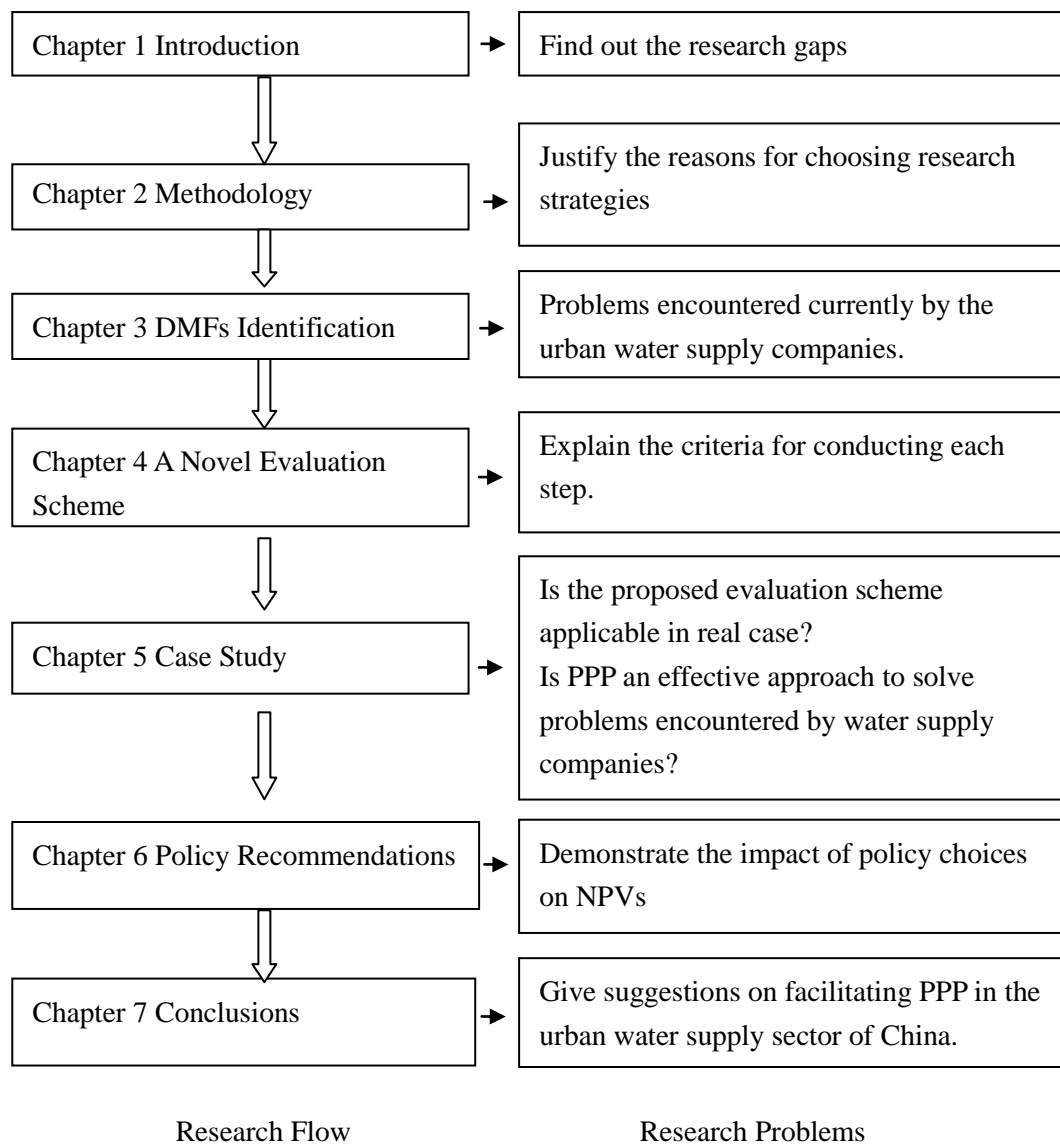 Chapter 1 Introduction
Find out the research gaps
Chapter 2 Methodology
Justify the reasons for choosing research
strategies
Chapter 3 DMFs Identification
Problems encountered currently by the
urban water supply companies.
Chapter 4 A Novel Evaluation
Scheme
Explain the criteria for conducting each
step.
Chapter 5 Case Study
Is the proposed evaluation scheme
applicable in real case?
Is PPP an effective approach to solve
problems encountered by water supply
companies?
Chapter 6 Policy Recommendations
Demonstrate the impact of policy choices
on NPVs
Chapter 7 Conclusions
Give suggestions on facilitating PPP in the
urban water supply sector of China.
Research Flow
Research Problems